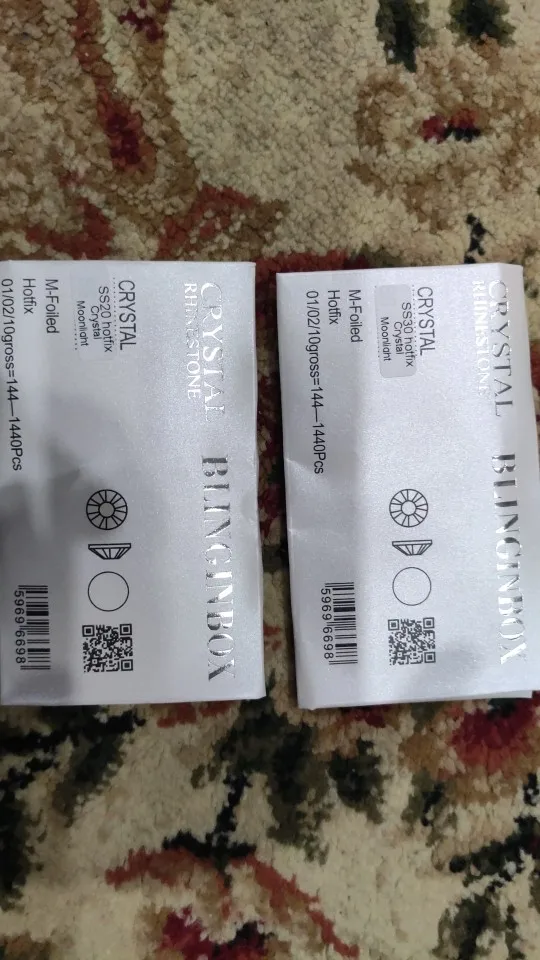 CRYSTAL BLINGINBOX
RHINESTONE
CRYSTAL
SS20 hotfix
Crystal
Moonlight
M-Foiled
Hotfix
01/02/10gross=144—1440Pcs
5969 6698
CRYSTAL BLINGINBOX
RHINESTONE
CRYSTAL
SS30 hotfix
Crystal
Moonlight
M-Foiled
Hotfix
01/02/10gross=144—1440Pcs
5969 6698